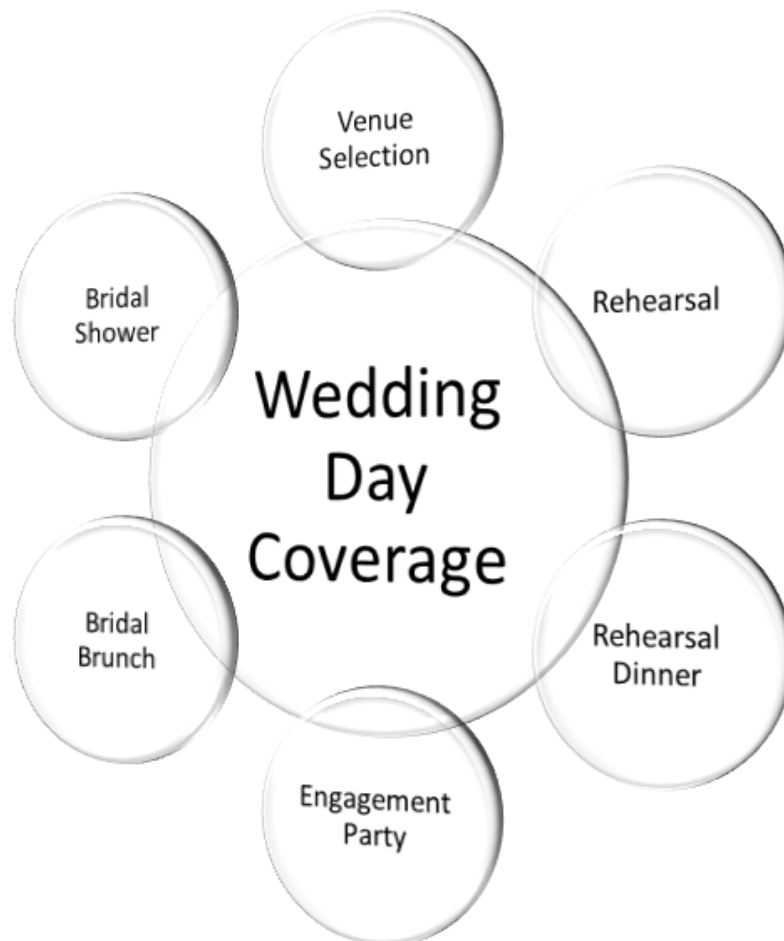 Venue
Selection
Rehearsal
Rehearsal
Dinner
Engagement
Party
Bridal
Brunch
Bridal
Shower
Wedding
Day
Coverage